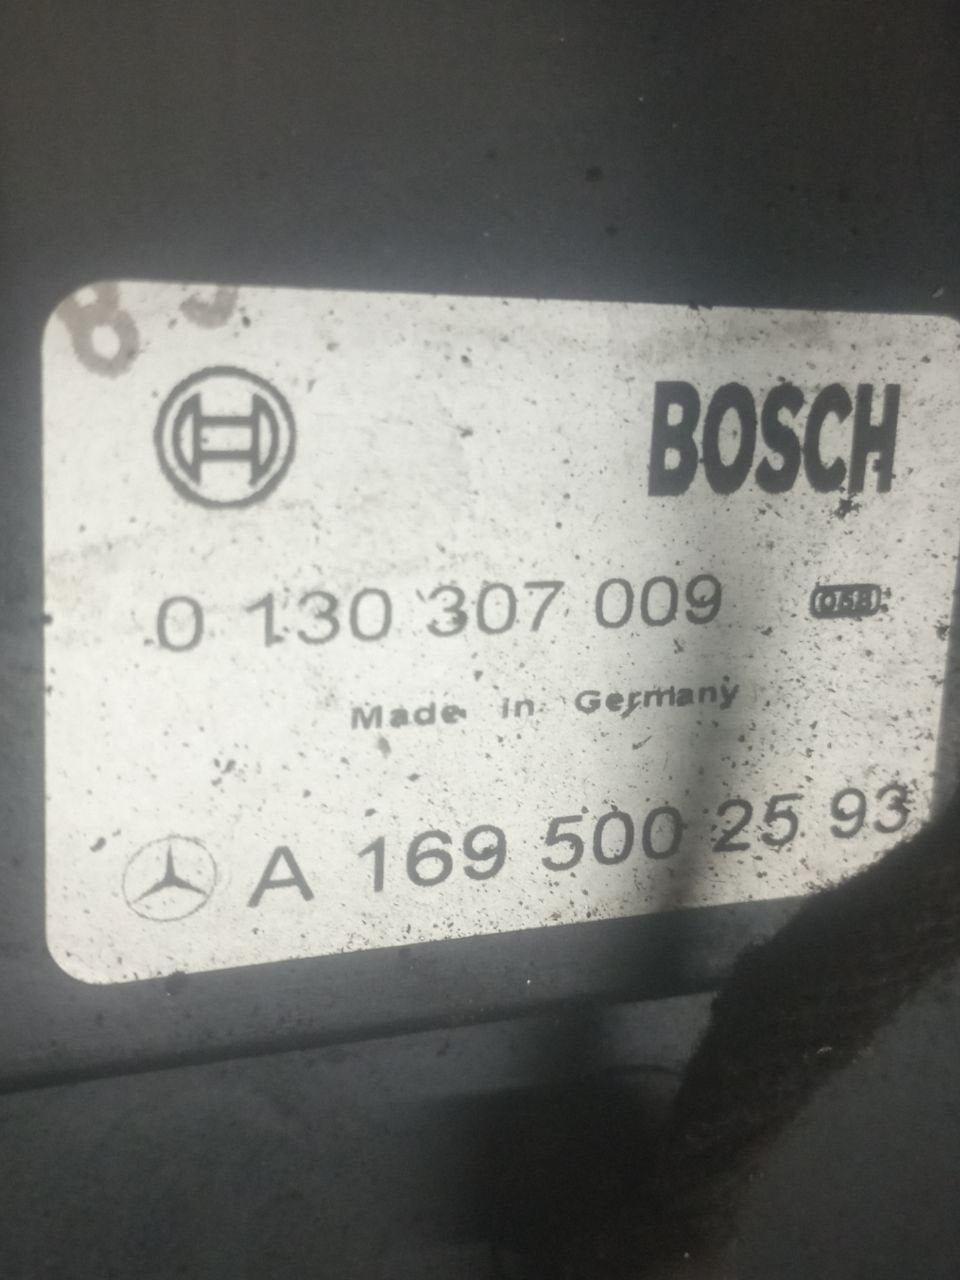 BOSCH
0 130 307 009
Made in Germany
A 169 500 25 93